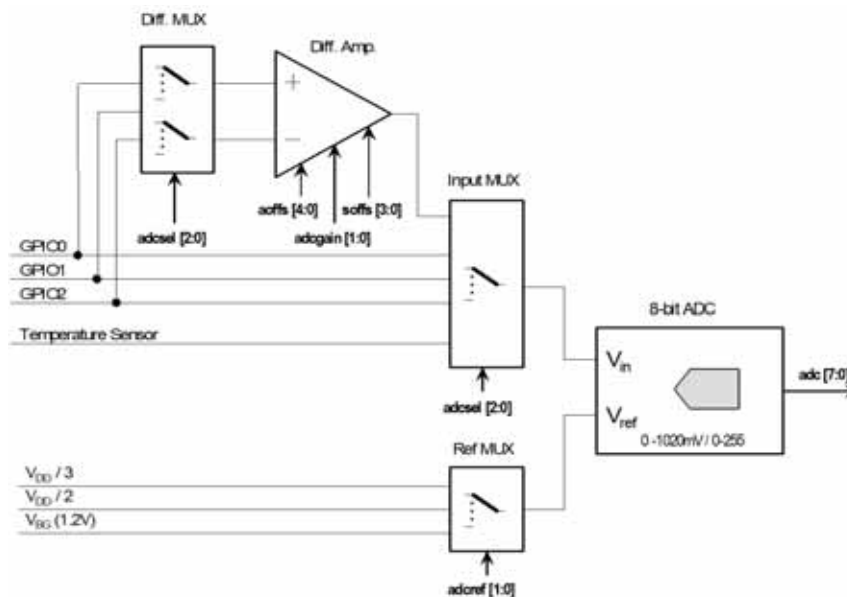 Diff. MUX
Diff. Amp.
+
−
aoffs [4:0]
soffs [3:0]
adcsel [2:0]
adcgain [1:0]
Input MUX
GPIO0
GPIO1
GPIO2
Temperature Sensor
8-bit ADC
Vin
adc [7:0]
adcsel [2:0]
Vref
0 -1020mV / 0-255
Ref MUX
VDD / 3
VDD / 2
VBG (1.2V)
adcref [1:0]